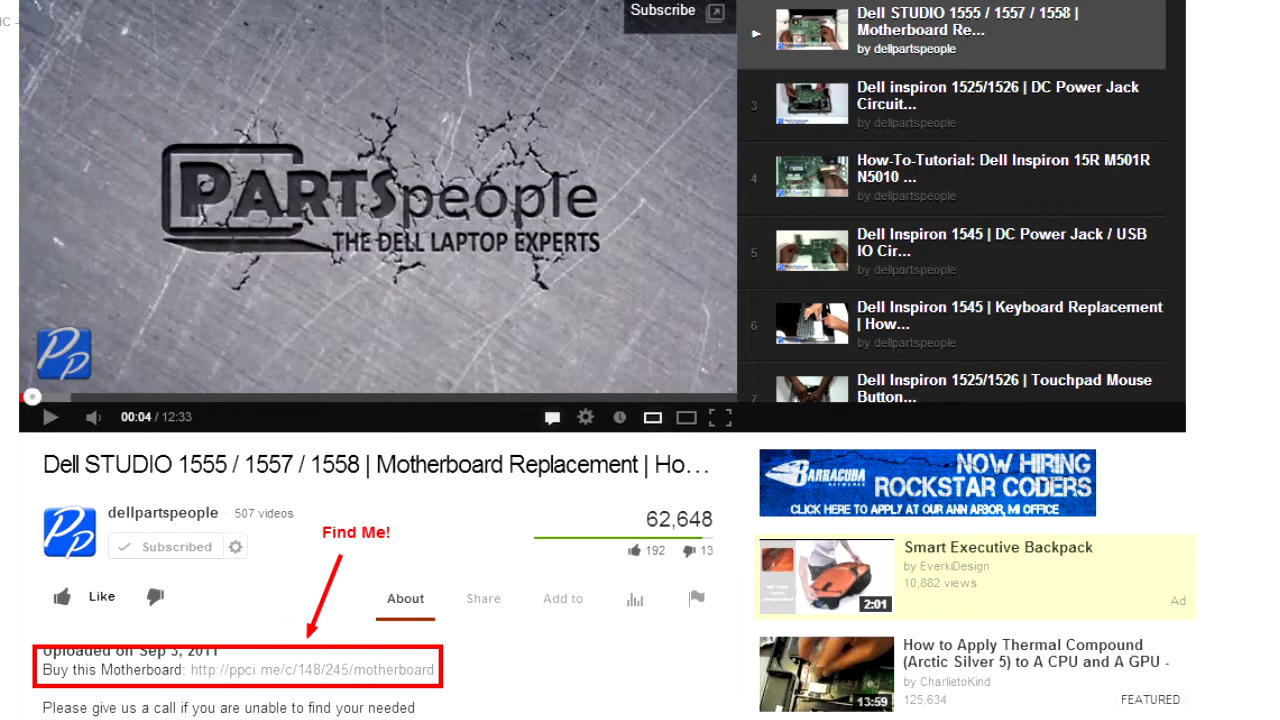 Subscribe
PARTSpeople
THE DELL LAPTOP EXPERTS
Pp
00:04 / 12:33
Dell STUDIO 1555 / 1557 / 1558 |
Motherboard Re...
by dellpartspeople
3
Dell inspiron 1525/1526 | DC Power Jack
Circuit...
by dellpartspeople
4
How-To-Tutorial: Dell Inspiron 15R M501R
N5010 ...
by dellpartspeople
5
Dell Inspiron 1545 | DC Power Jack / USB
IO Cir...
by dellpartspeople
6
Dell Inspiron 1545 | Keyboard Replacement
| How...
by dellpartspeople
7
Dell Inspiron 1525/1526 | Touchpad Mouse
Button...
Dell STUDIO 1555 / 1557 / 1558 | Motherboard Replacement | Ho...
Pp
dellpartspeople · 507 videos
Subscribed
62,648
192 13
Find Me!
Like
About Share Add to
Uploaded on Sep 3, 2011
Buy this Motherboard: http://ppci.me/c/148/245/motherboard
Please give us a call if you are unable to find your needed
BARRACUDA
NETWORKS
NOW HIRING
ROCKSTAR CODERS
CLICK HERE TO APPLY AT OUR ANN ARBOR, MI OFFICE
Smart Executive Backpack
by EverkiDesign
10,882 views
2:01
Ad
How to Apply Thermal Compound
(Arctic Silver 5) to A CPU and A GPU -
by CharlietoKind
125,634
FEATURED
13:59